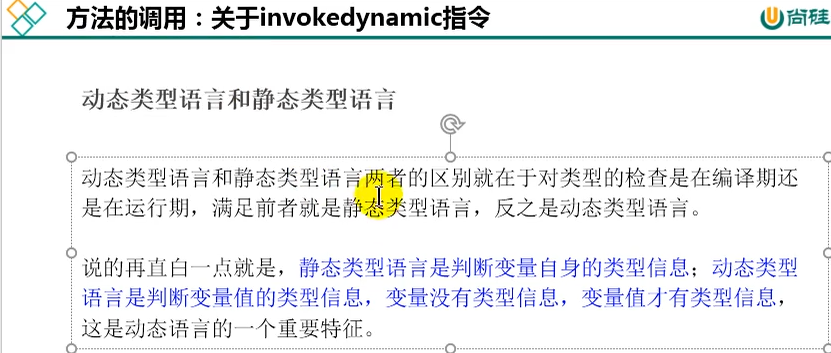 方法的调用：关于invokedynamic指令
尚硅
动态类型语言和静态类型语言
动态类型语言和静态类型语言两者的区别就在于对类型的检查是在编译期还
是在运行期，满足前者就是静态类型语言，反之是动态类型语言。
说的再直白一点就是，静态类型语言是判断变量自身的类型信息；动态类型
语言是判断变量值的类型信息，变量没有类型信息，变量值才有类型信息，
这是动态语言的一个重要特征。